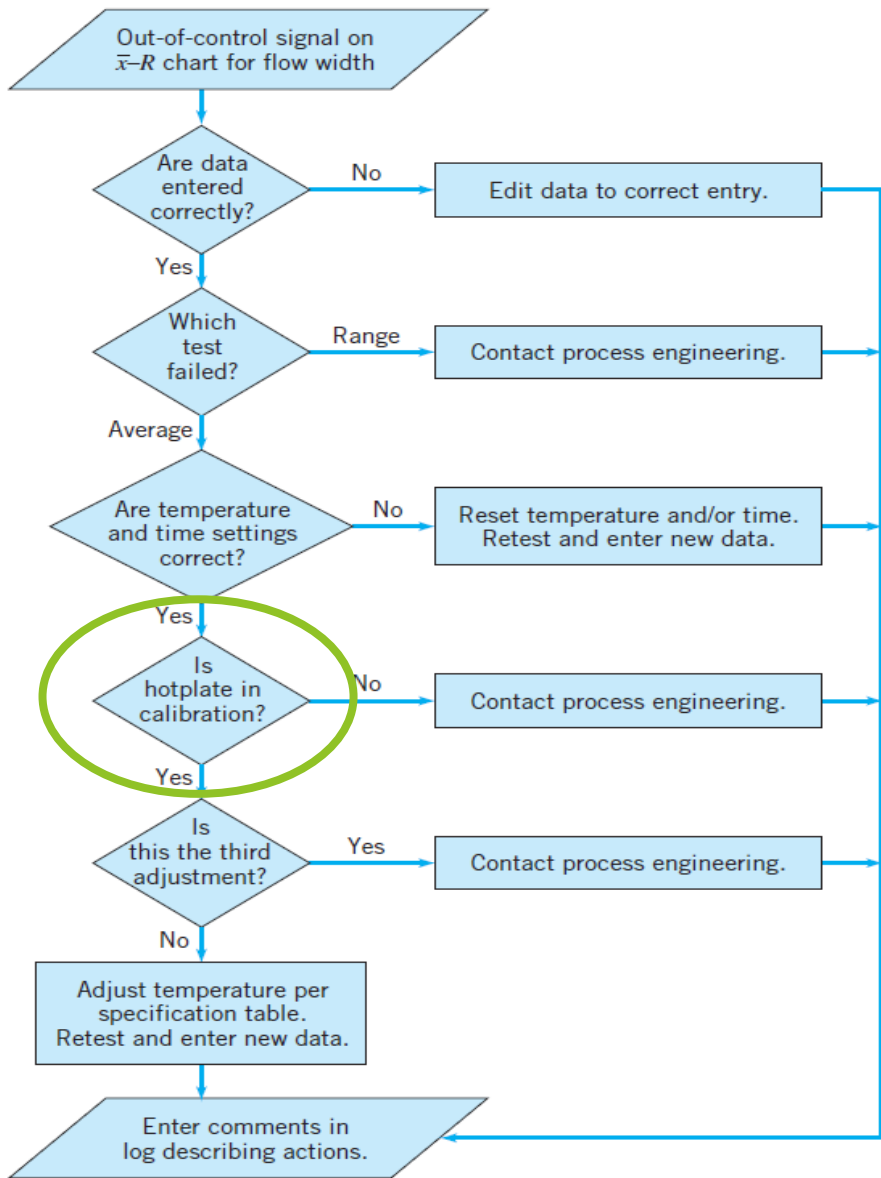 Out-of-control signal on
x̅–R chart for flow width
Are data
entered
correctly?
No
Edit data to correct entry.
Yes
Which
test
failed?
Range
Contact process engineering.
Average
Are temperature
and time settings
correct?
No
Reset temperature and/or time.
Retest and enter new data.
Yes
Is
hotplate in
calibration?
No
Contact process engineering.
Yes
Is
this the third
adjustment?
Yes
Contact process engineering.
No
Adjust temperature per
specification table.
Retest and enter new data.
Enter comments in
log describing actions.